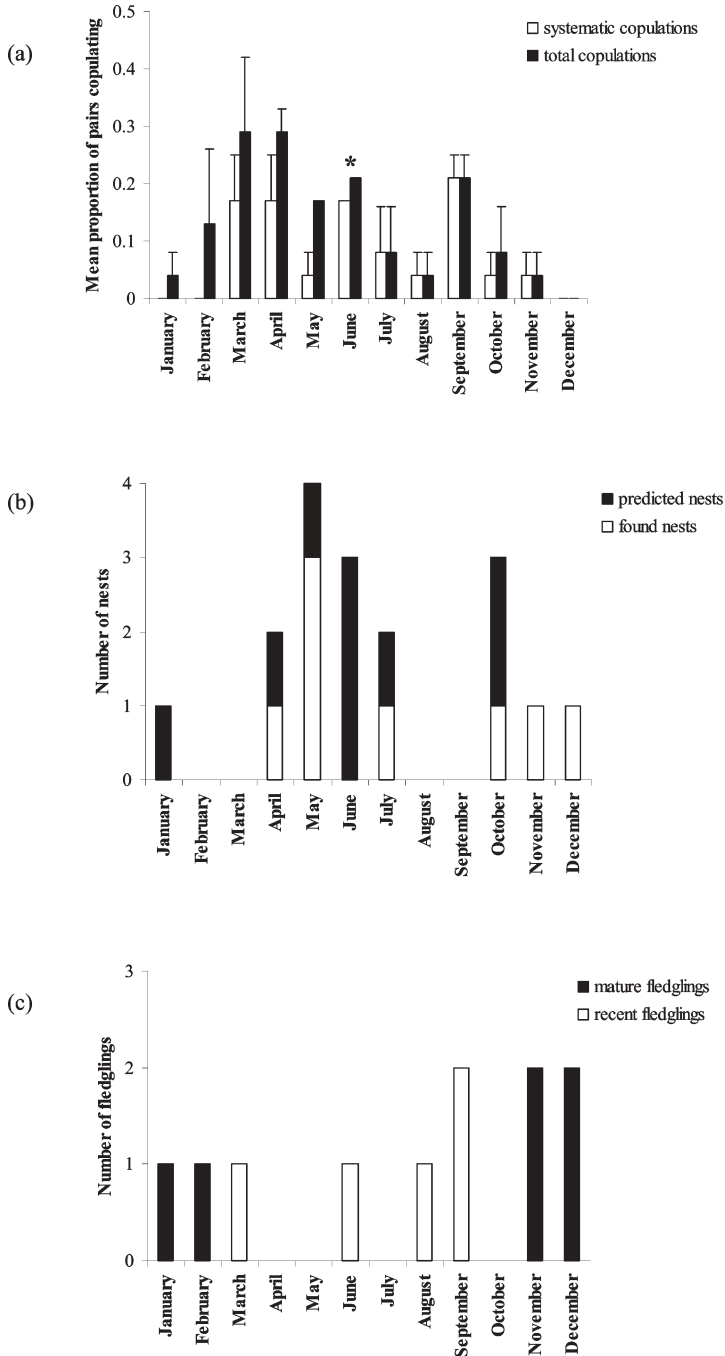 (a)
Mean proportion of pairs copulating
0.5
0.4
0.3
0.2
0.1
0
systematic copulations
total copulations
*
January
February
March
April
May
June
July
August
September
October
November
December
(b)
Number of nests
4
3
2
1
0
predicted nests
found nests
January
February
March
April
May
June
July
August
September
October
November
December
(c)
Number of fledglings
3
2
1
0
mature fledglings
recent fledglings
January
February
March
April
May
June
July
August
September
October
November
December